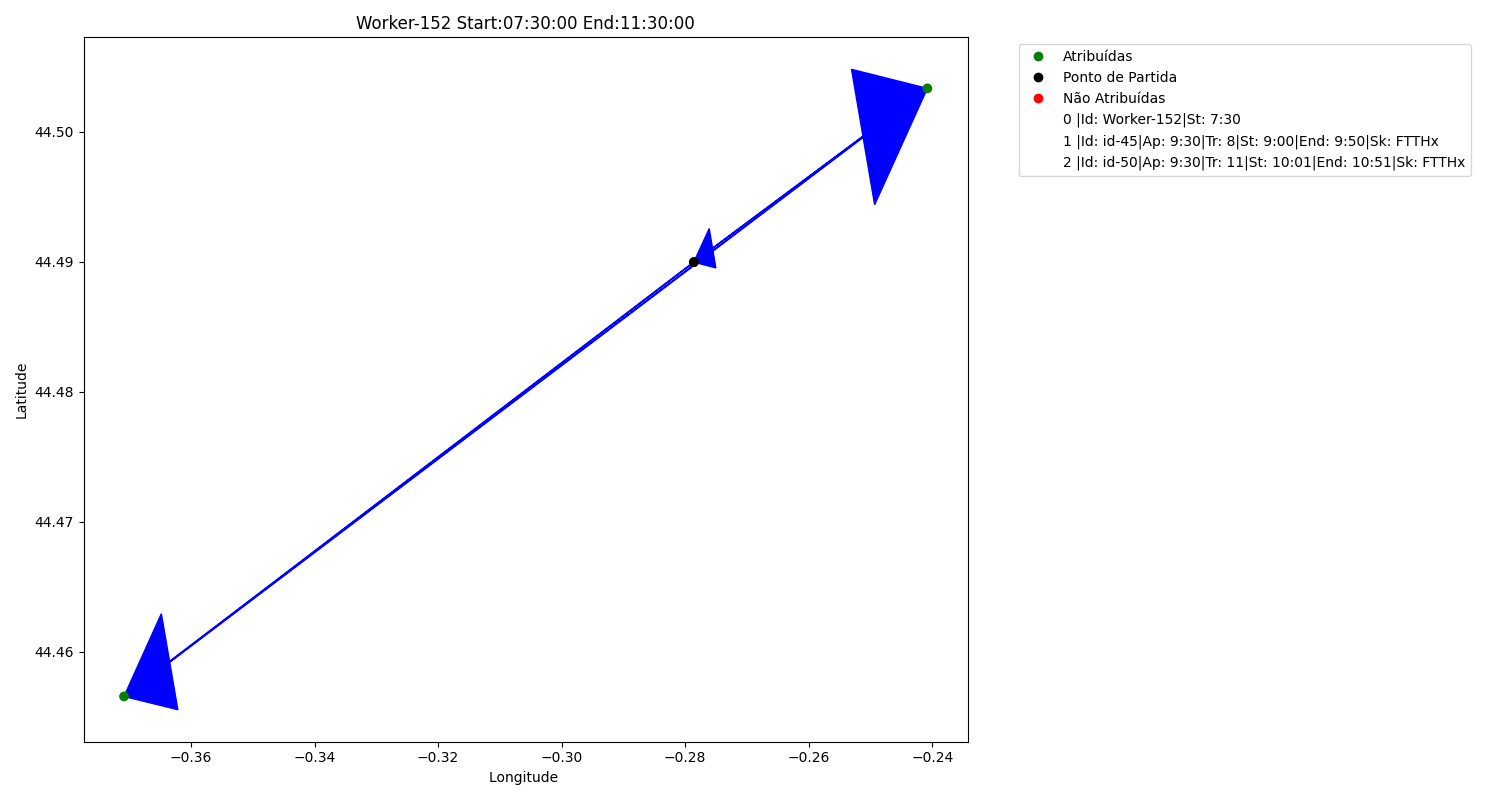 Worker-152 Start:07:30:00 End:11:30:00
Atribuídas
Ponto de Partida
Não Atribuídas
0 |Id: Worker-152|St: 7:30
1 |Id: id-45|Ap: 9:30|Tr: 8|St: 9:00|End: 9:50|Sk: FTTHx
2 |Id: id-50|Ap: 9:30|Tr: 11|St: 10:01|End: 10:51|Sk: FTTHx
44.50
44.49
44.48
44.47
44.46
Latitude
−0.36 −0.34 −0.32 −0.30 −0.28 −0.26 −0.24
Longitude